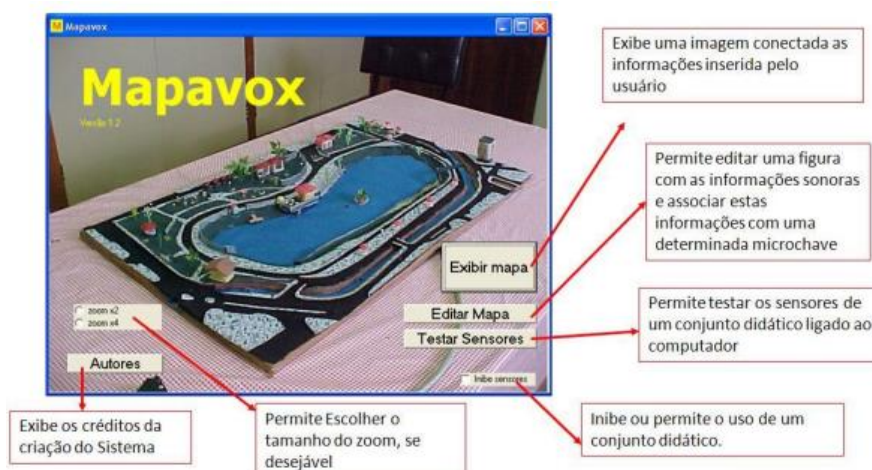 Mapavox
Mapavox
Versão 1.2
Exibir mapa
Editar Mapa
Testar Sensores
zoom x2
zoom x4
Autores
Inibe sensores
Exibe uma imagem conectada as
informações inserida pelo
usuário
Permite editar uma figura
com as informações sonoras
e associar estas
informações com uma
determinada microchave
Permite testar os sensores de
um conjunto didático ligado ao
computador
Inibe ou permite o uso de um
conjunto didático.
Permite Escolher o
tamanho do zoom, se
desejável
Exibe os créditos da
criação do Sistema